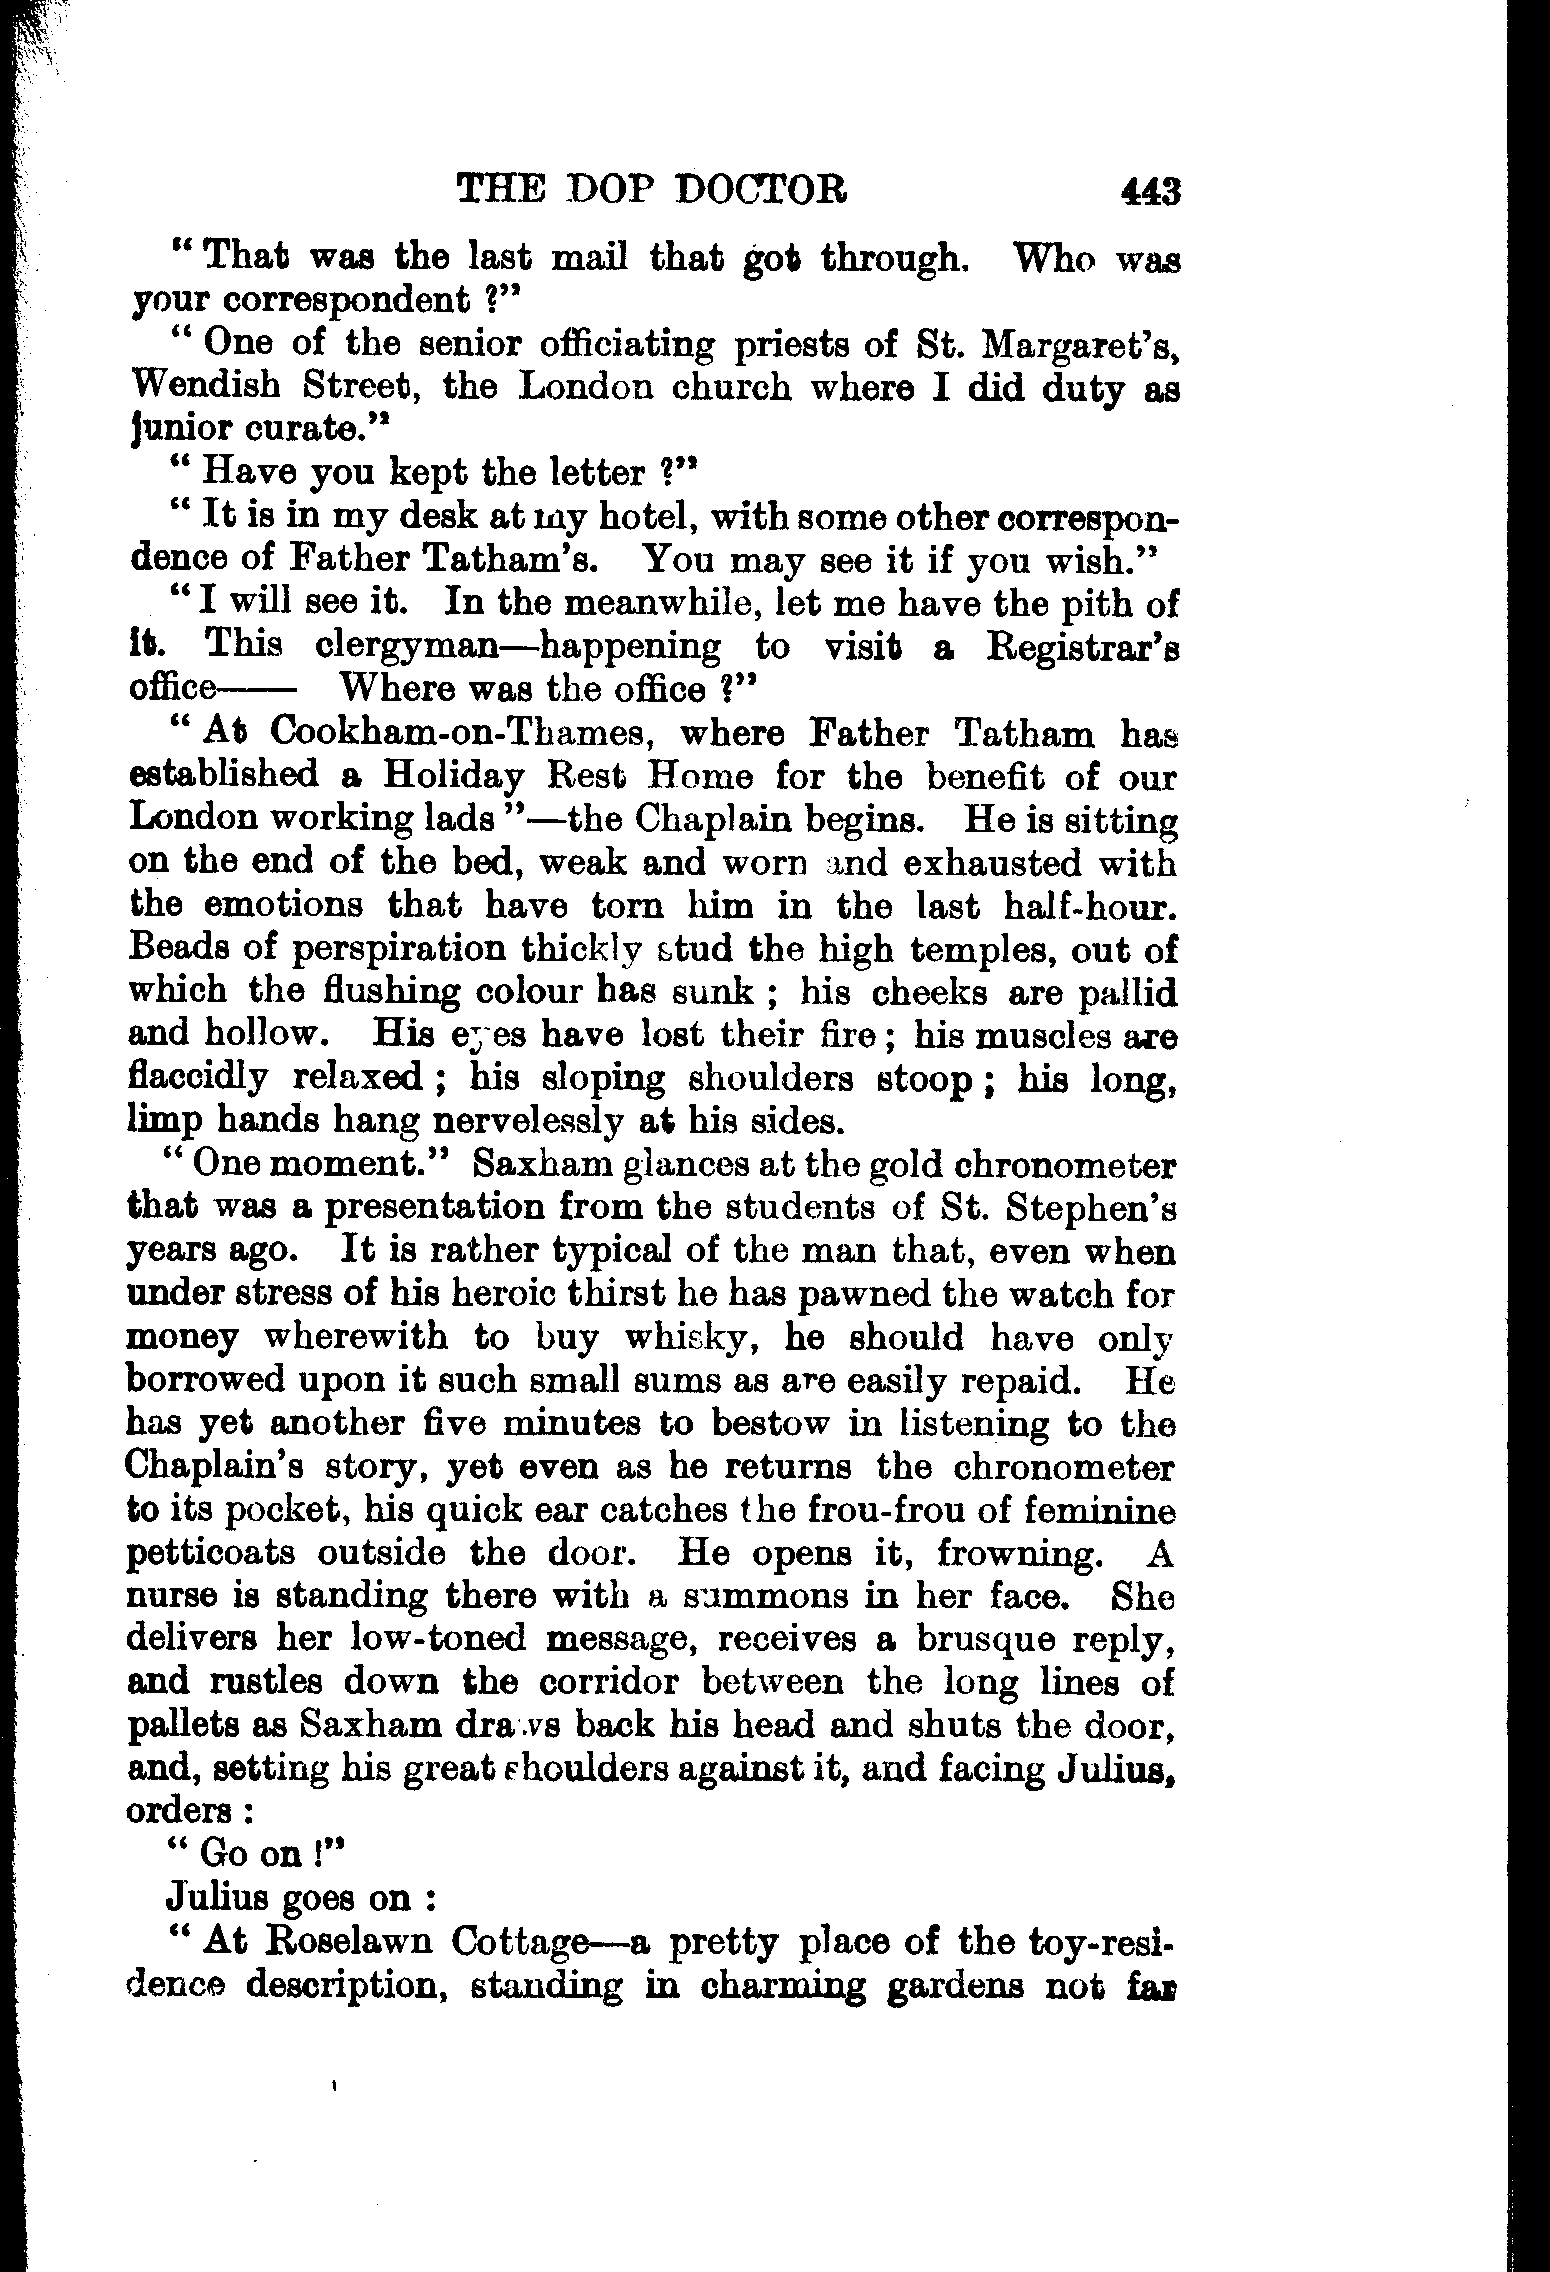 THE DOP DOCTOR 443
“ That was the last mail that got through. Who was
your correspondent ?”
“ One of the senior officiating priests of St. Margaret’s,
Wendish Street, the London church where I did duty as
junior curate.”
“ Have you kept the letter ?”
“ It is in my desk at my hotel, with some other correspon-
dence of Father Tatham’s. You may see it if you wish.”
“ I will see it. In the meanwhile, let me have the pith of
it. This clergyman—happening to visit a Registrar’s
office—— Where was the office ?”
“ At Cookham-on-Thames, where Father Tatham has
established a Holiday Rest Home for the benefit of our
London working lads ”—the Chaplain begins. He is sitting
on the end of the bed, weak and worn and exhausted with
the emotions that have torn him in the last half-hour.
Beads of perspiration thickly stud the high temples, out of
which the flushing colour has sunk ; his cheeks are pallid
and hollow. His eyes have lost their fire ; his muscles are
flaccidly relaxed ; his sloping shoulders stoop ; his long,
limp hands hang nervelessly at his sides.
“ One moment.” Saxham glances at the gold chronometer
that was a presentation from the students of St. Stephen’s
years ago. It is rather typical of the man that, even when
under stress of his heroic thirst he has pawned the watch for
money wherewith to buy whisky, he should have only
borrowed upon it such small sums as are easily repaid. He
has yet another five minutes to bestow in listening to the
Chaplain’s story, yet even as he returns the chronometer
to its pocket, his quick ear catches the frou-frou of feminine
petticoats outside the door. He opens it, frowning. A
nurse is standing there with a summons in her face. She
delivers her low-toned message, receives a brusque reply,
and rustles down the corridor between the long lines of
pallets as Saxham draws back his head and shuts the door,
and, setting his great shoulders against it, and facing Julius,
orders :
“ Go on !”
Julius goes on :
“ At Roselawn Cottage—a pretty place of the toy-resi-
dence description, standing in charming gardens not far